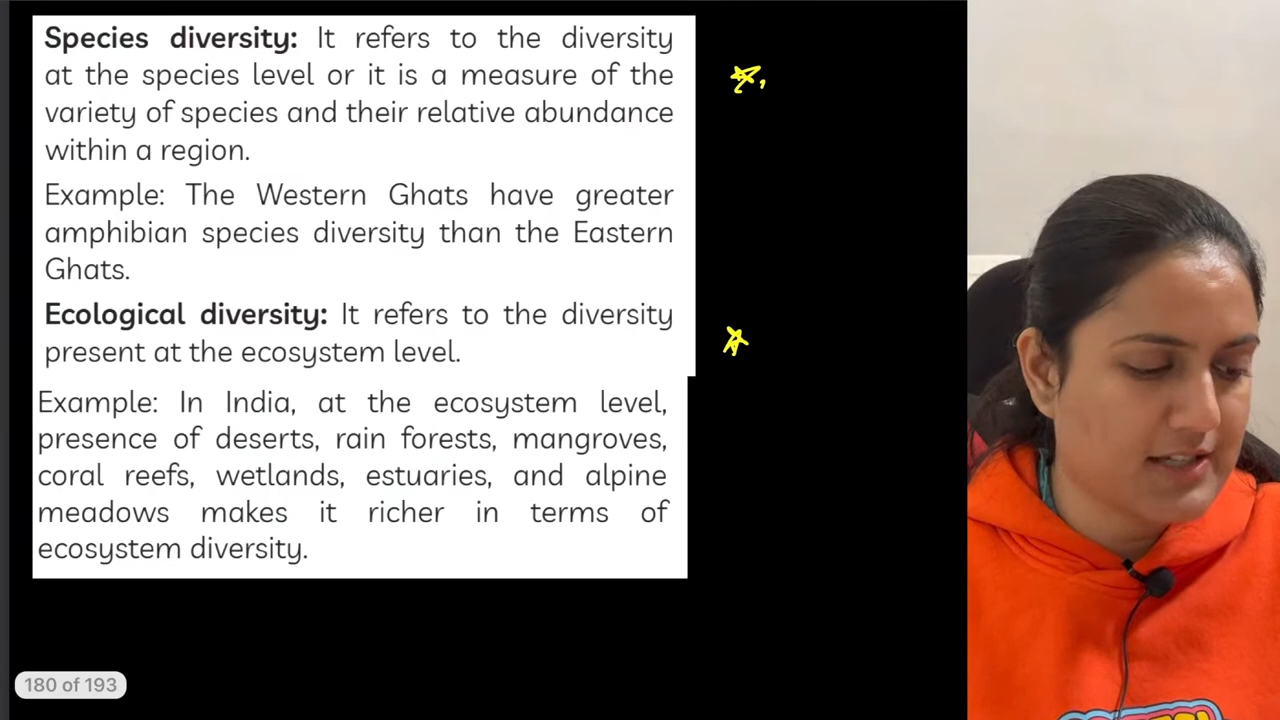 Species diversity: It refers to the diversity
at the species level or it is a measure of the
variety of species and their relative abundance
within a region.
Example: The Western Ghats have greater
amphibian species diversity than the Eastern
Ghats.
Ecological diversity: It refers to the diversity
present at the ecosystem level.
Example: In India, at the ecosystem level,
presence of deserts, rain forests, mangroves,
coral reefs, wetlands, estuaries, and alpine
meadows makes it richer in terms of
ecosystem diversity.
180 of 193